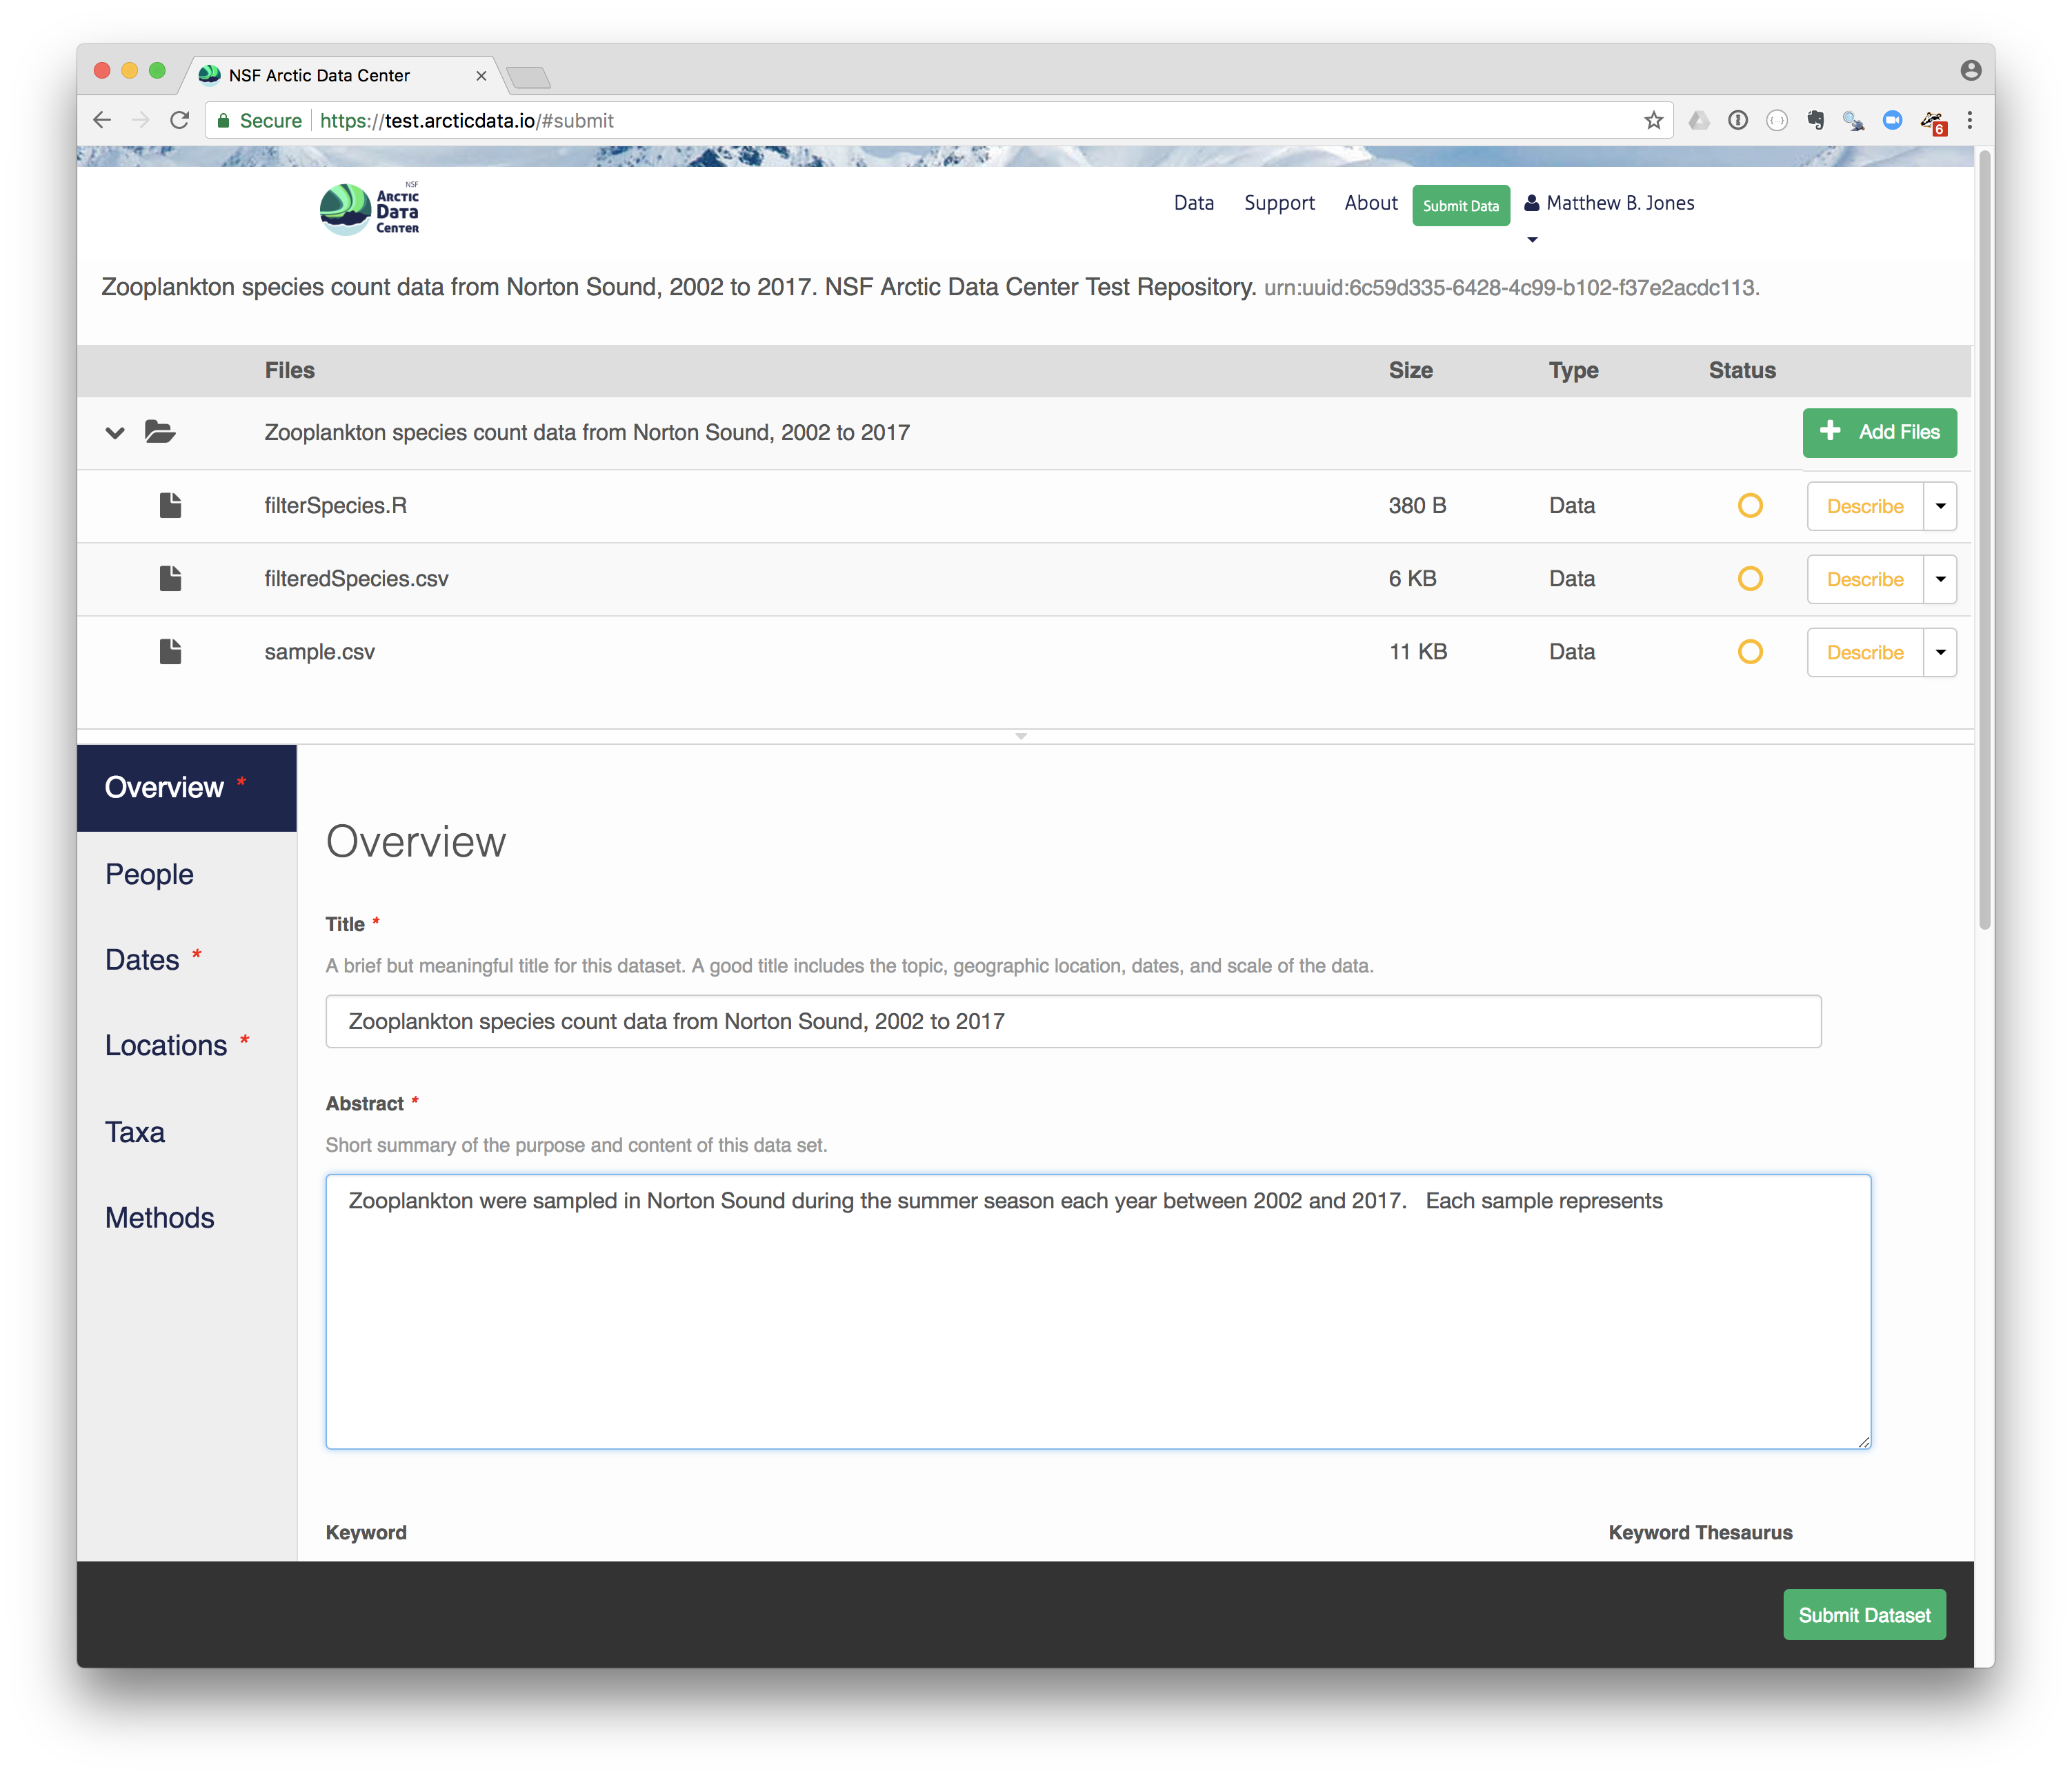 NSF Arctic Data Center
Secure https://test.arcticdata.io/#submit
6
NSF
ARCTIC
DATA
CENTER
Data Support About Submit Data Matthew B. Jones
Zooplankton species count data from Norton Sound, 2002 to 2017. NSF Arctic Data Center Test Repository. urn:uuid:6c59d335-6428-4c99-b102-f37e2acdc113.
Files Size Type Status
Zooplankton species count data from Norton Sound, 2002 to 2017 Add Files
filterSpecies.R 380 B Data Describe
filteredSpecies.csv 6 KB Data Describe
sample.csv 11 KB Data Describe
Overview *
People
Dates *
Locations *
Taxa
Methods
Overview
Title *
A brief but meaningful title for this dataset. A good title includes the topic, geographic location, dates, and scale of the data.
Zooplankton species count data from Norton Sound, 2002 to 2017
Abstract *
Short summary of the purpose and content of this data set.
Zooplankton were sampled in Norton Sound during the summer season each year between 2002 and 2017.   Each sample represents
Keyword Keyword Thesaurus
Submit Dataset